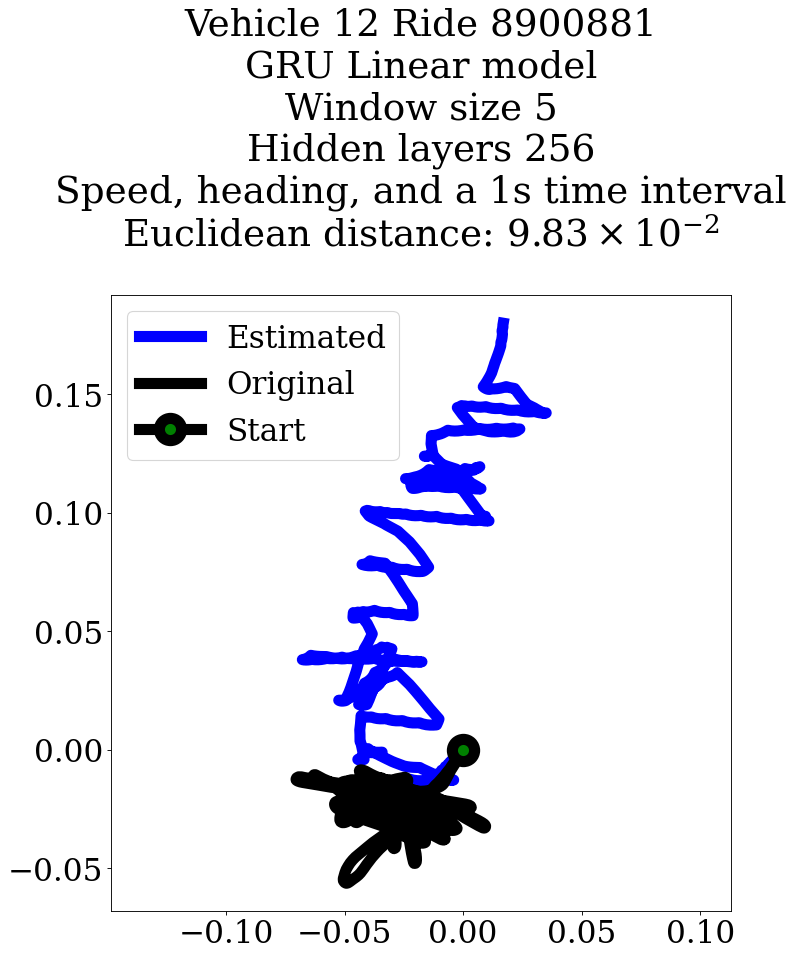 Vehicle 12 Ride 8900881
GRU Linear model
Window size 5
Hidden layers 256
Speed, heading, and a 1s time interval
Euclidean distance: 9.83 × 10⁻²
Estimated
Original
Start
0.15
0.10
0.05
0.00
−0.05
−0.10 −0.05 0.00 0.05 0.10